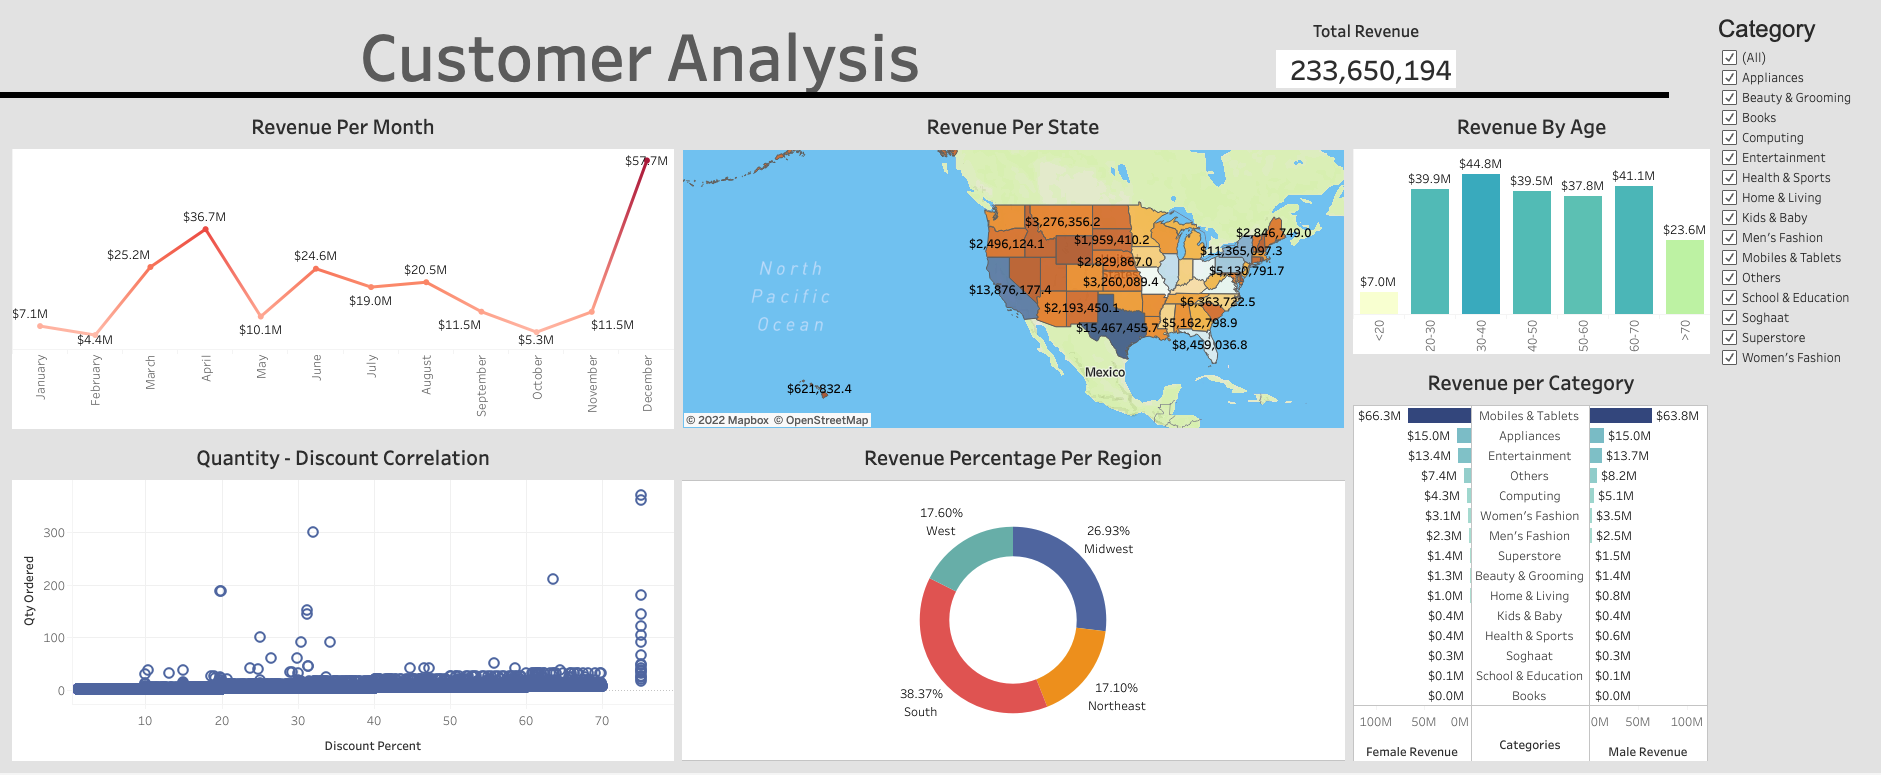 Customer Analysis
Total Revenue
233,650,194
Category
(All)
Appliances
Beauty & Grooming
Books
Computing
Entertainment
Health & Sports
Home & Living
Kids & Baby
Men's Fashion
Mobiles & Tablets
Others
School & Education
Soghaat
Superstore
Women's Fashion
Revenue Per Month
$7.1M
$4.4M
$25.2M
$36.7M
$10.1M
$24.6M
$19.0M
$20.5M
$11.5M
$5.3M
$11.5M
$57.7M
January
February
March
April
May
June
July
August
September
October
November
December
Revenue Per State
North
Pacific
Ocean
$3,276,356.2
$2,496,124.1
$1,959,410.2
$2,846,749.0
$11,365,097.3
$2,829,867.0
$5,130,791.7
$3,260,089.4
$13,876,177.4
$6,363,722.5
$2,193,450.1
$5,162,798.9
$15,467,455.7
$8,459,036.8
Mexico
$621,832.4
© 2022 Mapbox © OpenStreetMap
Revenue By Age
$7.0M
$39.9M
$44.8M
$39.5M
$37.8M
$41.1M
$23.6M
<20
20-30
30-40
40-50
50-60
60-70
>70
Quantity - Discount Correlation
Qty Ordered
300
200
100
0
10
20
30
40
50
60
70
Discount Percent
Revenue Percentage Per Region
17.60%
West
26.93%
Midwest
38.37%
South
17.10%
Northeast
Revenue per Category
$66.3M Mobiles & Tablets $63.8M
$15.0M Appliances $15.0M
$13.4M Entertainment $13.7M
$7.4M Others $8.2M
$4.3M Computing $5.1M
$3.1M Women's Fashion $3.5M
$2.3M Men's Fashion $2.5M
$1.4M Superstore $1.5M
$1.3M Beauty & Grooming $1.4M
$1.0M Home & Living $0.8M
$0.4M Kids & Baby $0.4M
$0.4M Health & Sports $0.6M
$0.3M Soghaat $0.3M
$0.1M School & Education $0.1M
$0.0M Books $0.0M
100M 50M 0M 0M 50M 100M
Female Revenue Categories Male Revenue